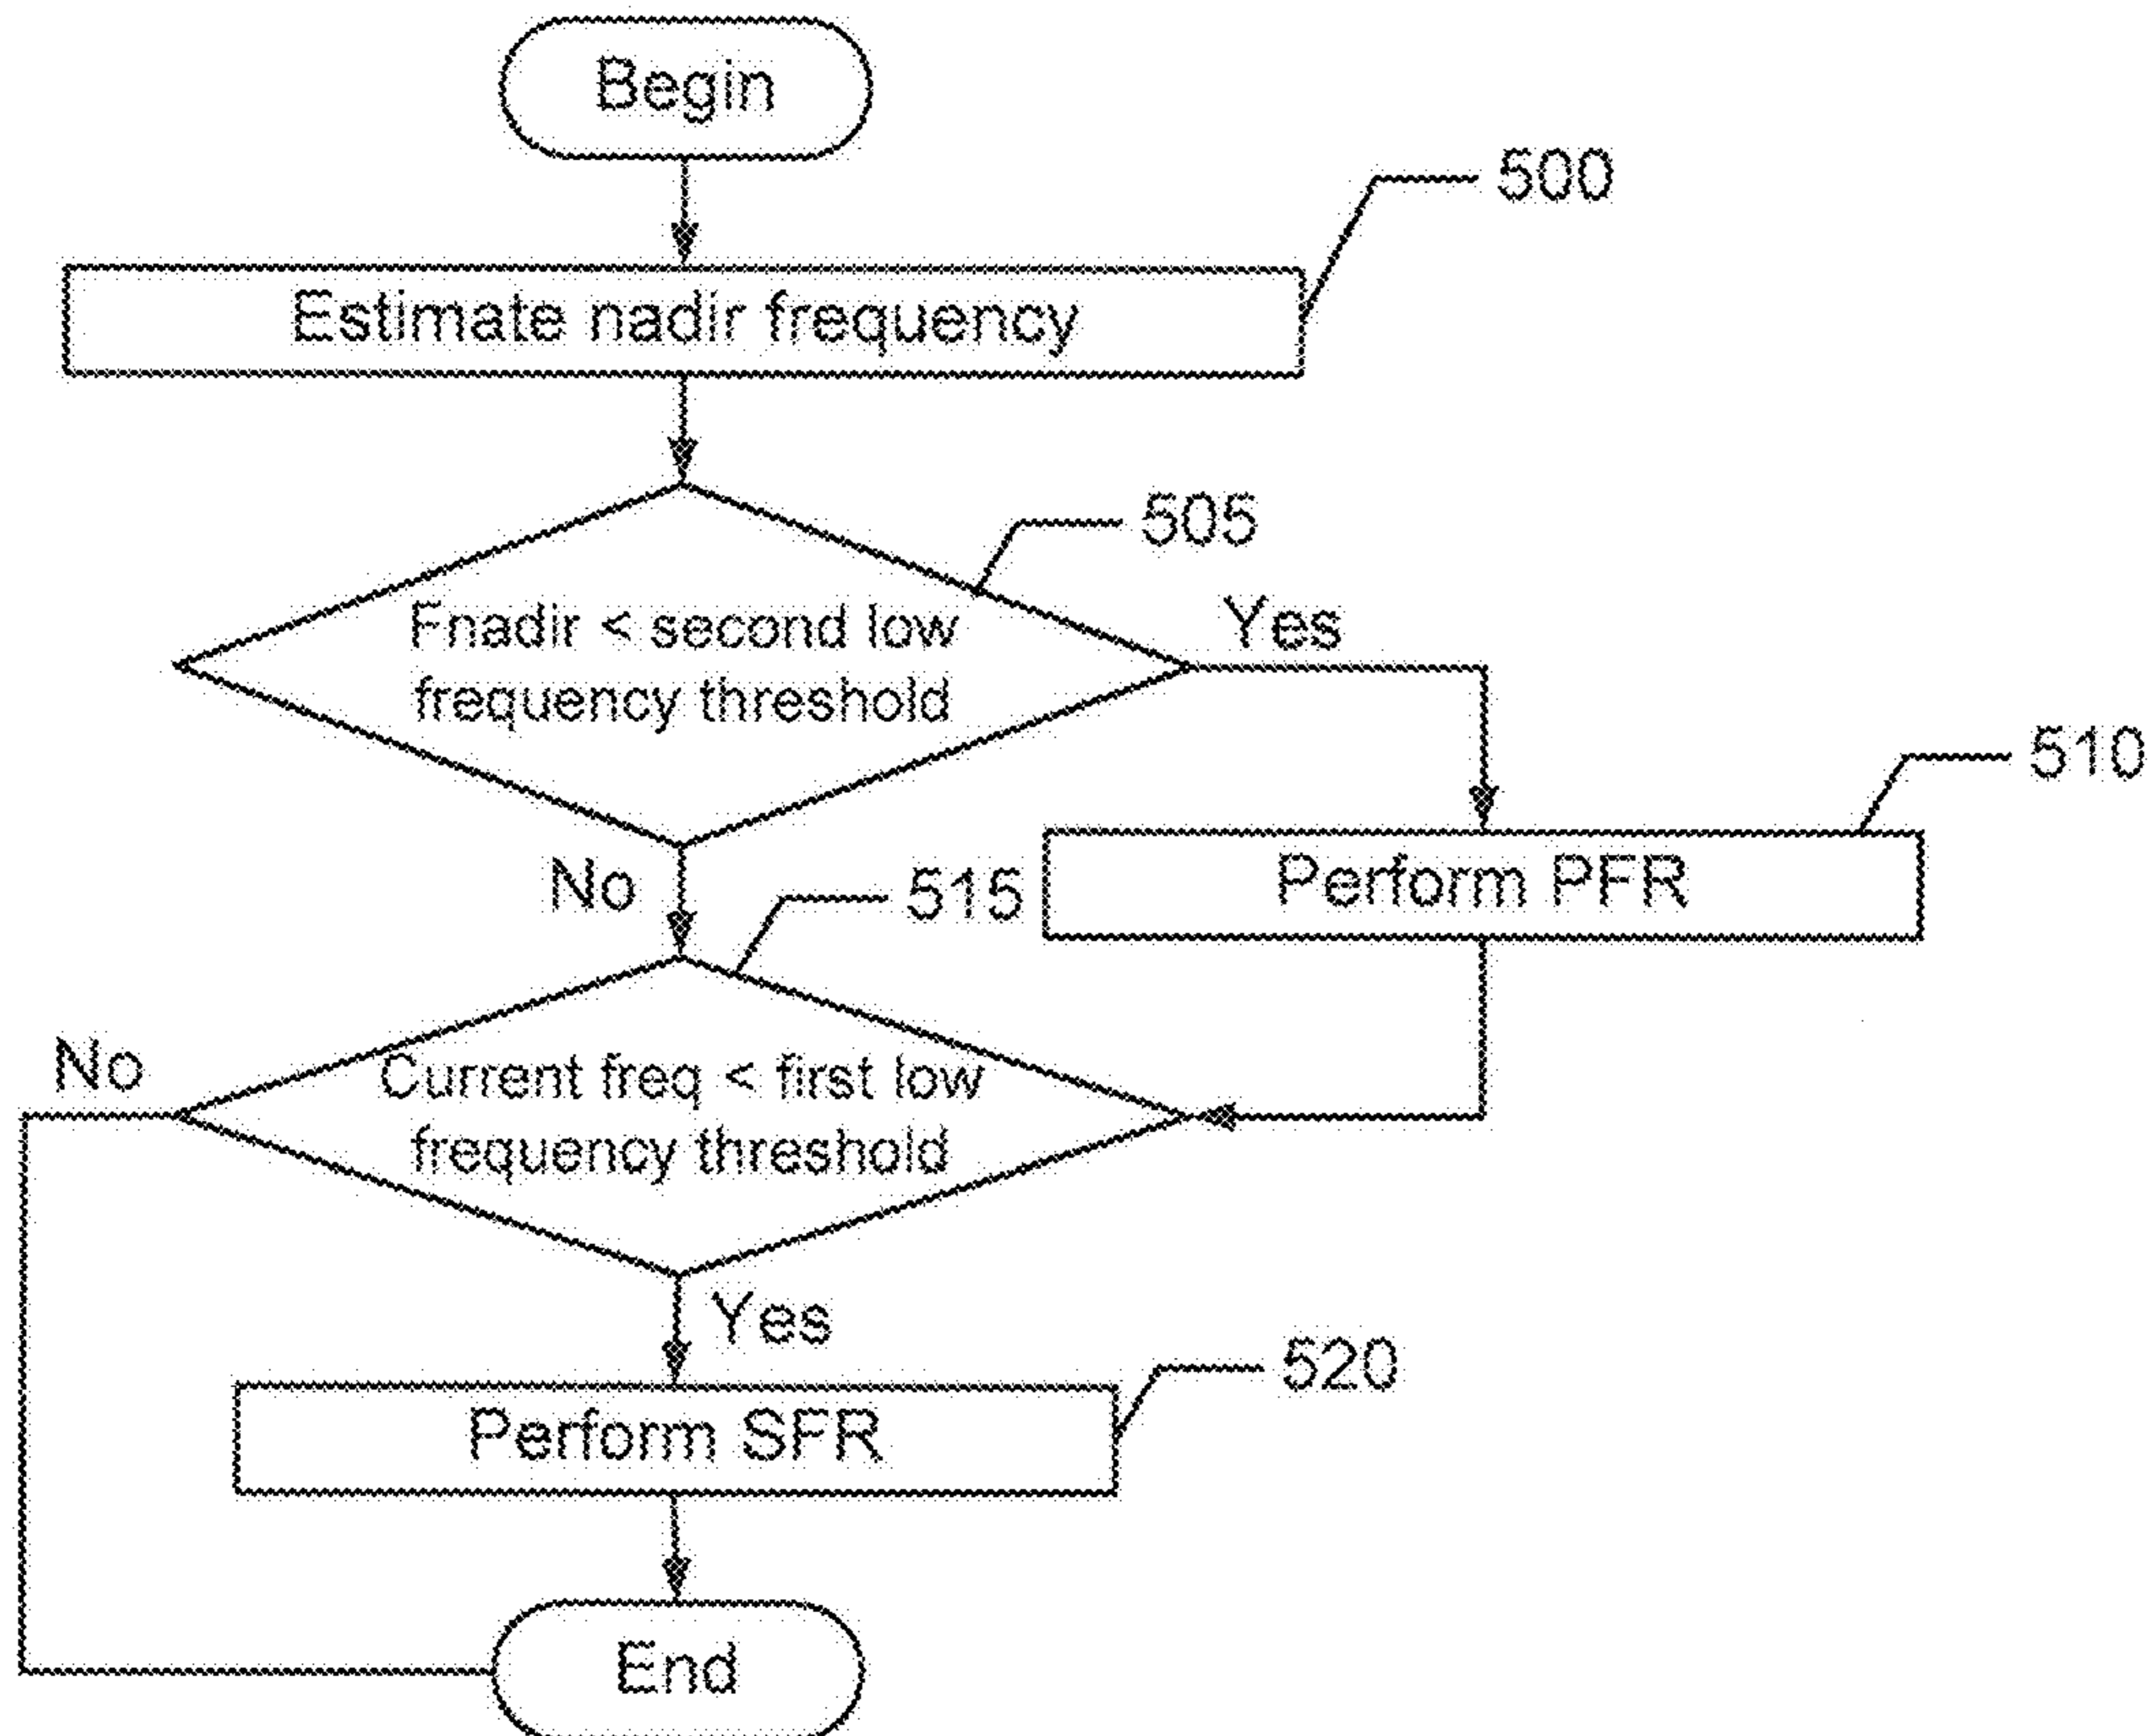 Begin
500
Estimate nadir frequency
505
Fnadir < second low
frequency threshold
Yes
510
Perform PFR
No
515
No
Current freq < first low
frequency threshold
Yes
520
Perform SFR
End